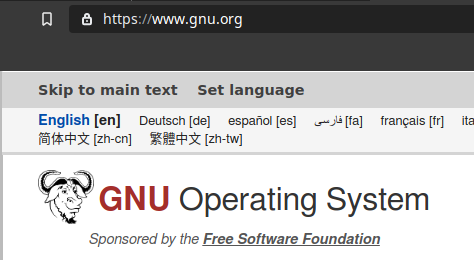 https://www.gnu.org
Skip to main text Set language
English [en] Deutsch [de] español [es] فارسی [fa] français [fr]
简体中文 [zh-cn] 繁體中文 [zh-tw]
GNU Operating System
Sponsored by the Free Software Foundation